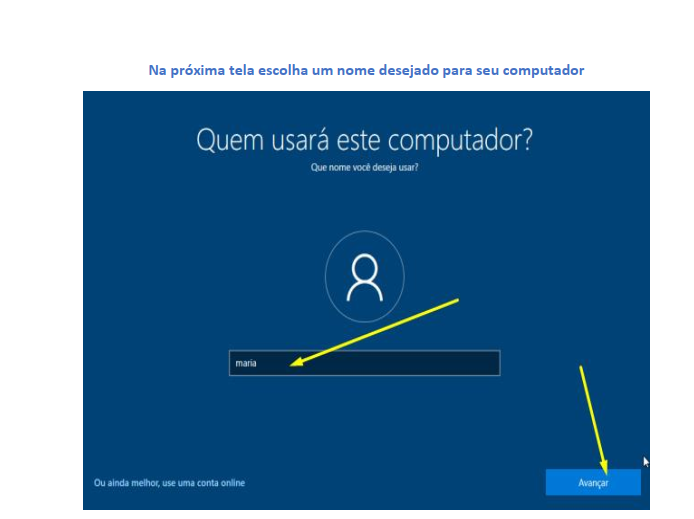 Na próxima tela escolha um nome desejado para seu computador
Quem usará este computador?
Que nome você deseja usar?
maria
Ou ainda melhor, use uma conta online
Avançar